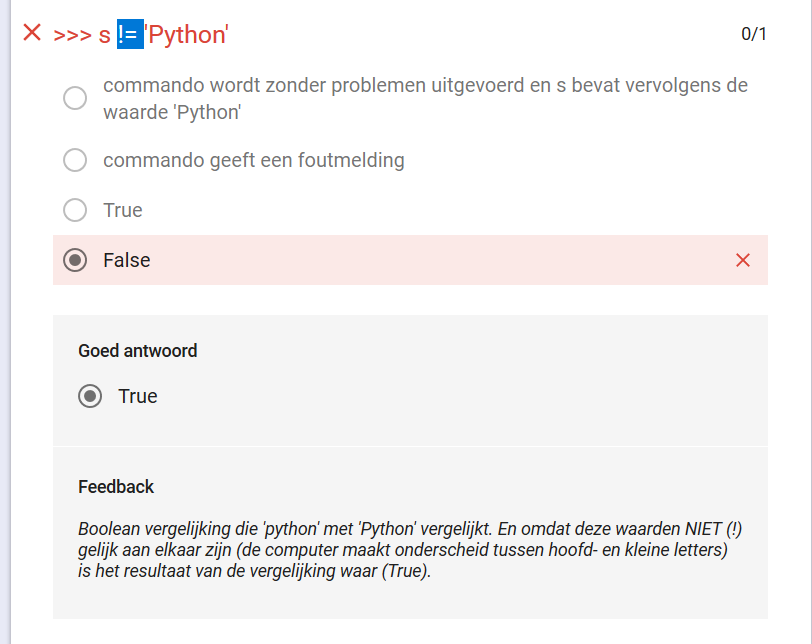 >>> s != 'Python'
0/1
commando wordt zonder problemen uitgevoerd en s bevat vervolgens de
waarde 'Python'
commando geeft een foutmelding
True
False
Goed antwoord
True
Feedback
Boolean vergelijking die 'python' met 'Python' vergelijkt. En omdat deze waarden NIET (!)
gelijk aan elkaar zijn (de computer maakt onderscheid tussen hoofd- en kleine letters)
is het resultaat van de vergelijking waar (True).